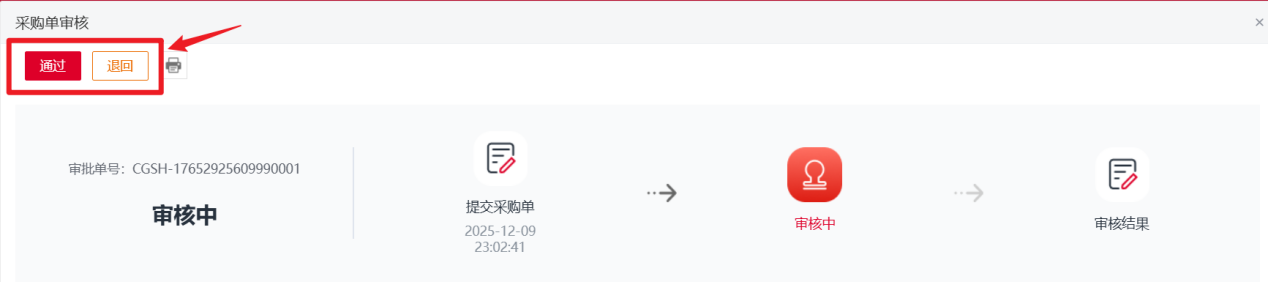 采购单审核
通过
退回
审批单号：CGSH-17652925609990001
审核中
提交采购单
2025-12-09
23:02:41
审核中
审核结果